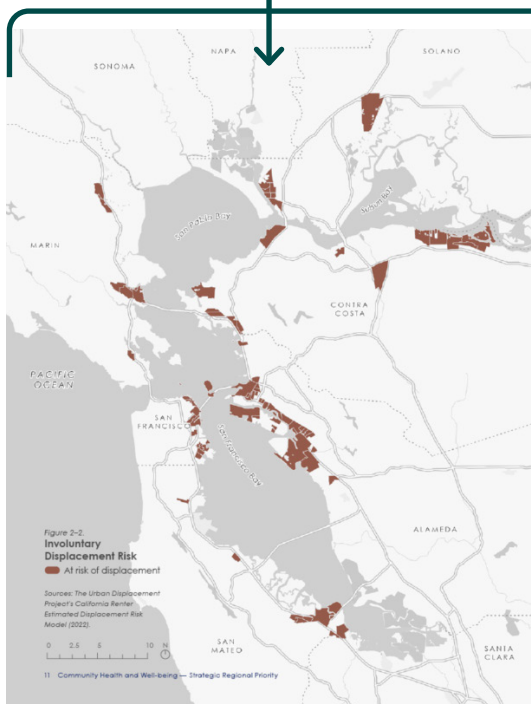 NAPA
SOLANO
SONOMA
San Pablo Bay
MARIN
CONTRA
COSTA
PACIFIC
OCEAN
SAN
FRANCISCO
San Francisco Bay
ALAMEDA
Figure 2–2.
Involuntary
Displacement Risk
At risk of displacement
Sources: The Urban Displacement
Project's California Renter
Estimated Displacement Risk
Model (2022).
SAN
MATEO
SANTA
CLARA
0 2.5 5 10 N
11 Community Health and Well-being — Strategic Regional Priority